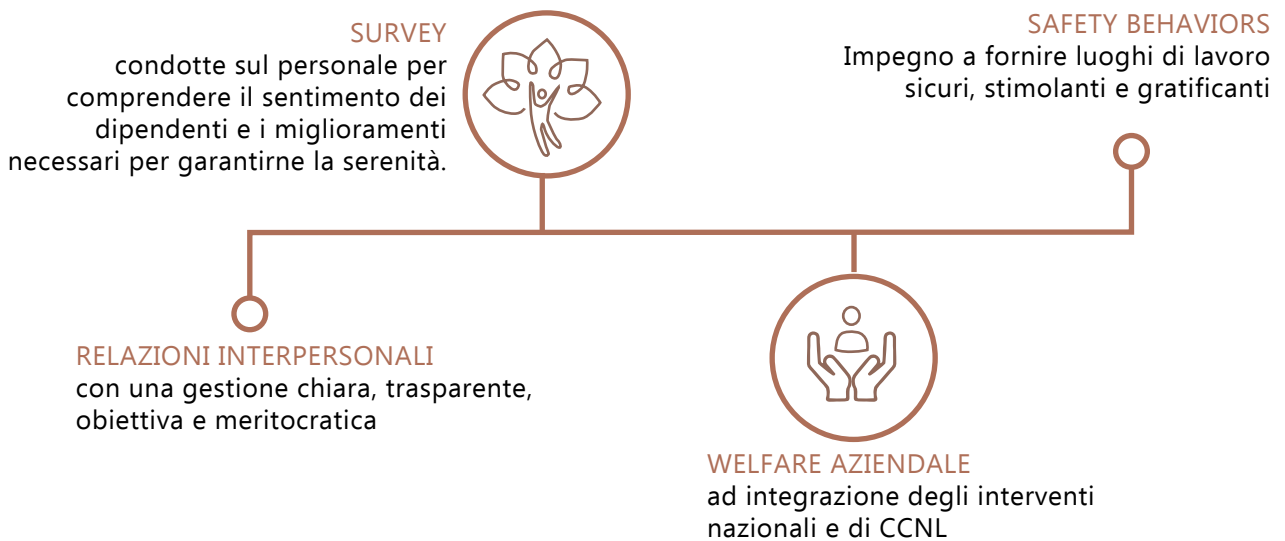 SURVEY
condotte sul personale per
comprendere il sentimento dei
dipendenti e i miglioramenti
necessari per garantirne la serenità.
SAFETY BEHAVIORS
Impegno a fornire luoghi di lavoro
sicuri, stimolanti e gratificanti
RELAZIONI INTERPERSONALI
con una gestione chiara, trasparente,
obiettiva e meritocratica
WELFARE AZIENDALE
ad integrazione degli interventi
nazionali e di CCNL